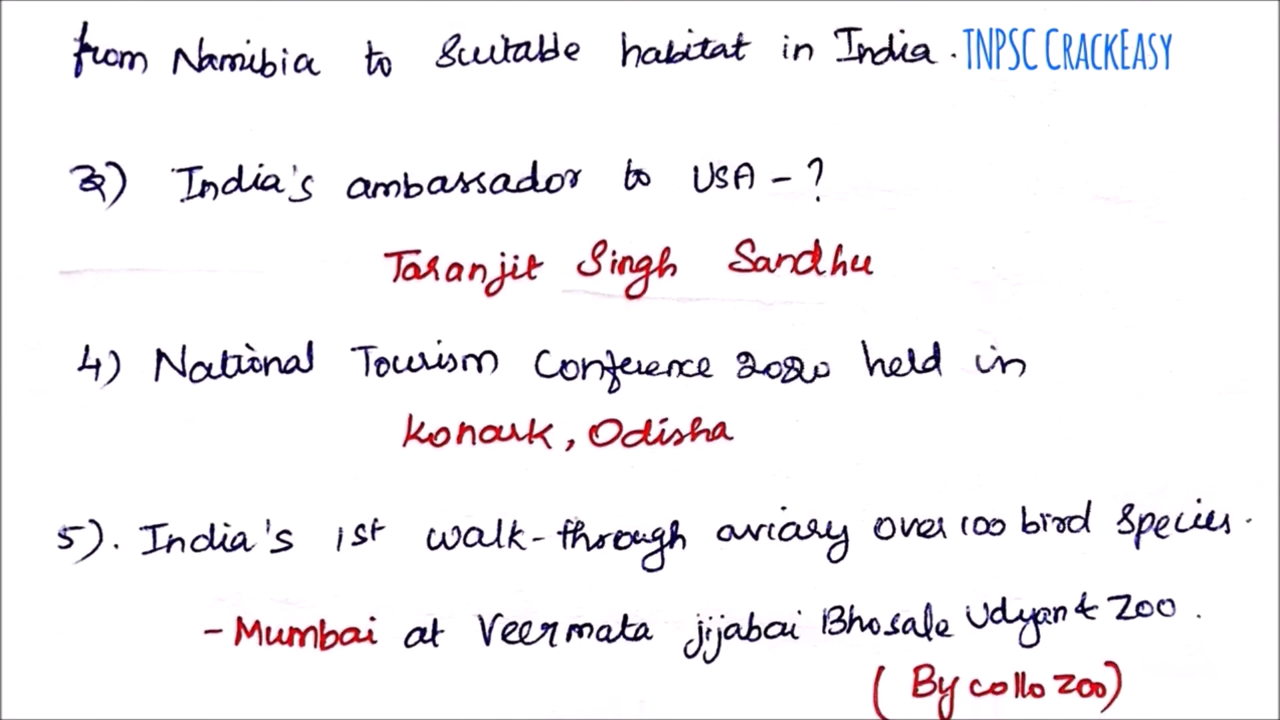 from Namibia to Suitable habitat in India. TNPSC CRACKEASY
3) India's ambassador to USA - ?
Taranjit Singh Sandhu
4) National Tourism Conference 2020 held in
Konark, Odisha
5). India's 1st walk-through aviary over 100 bird species.
- Mumbai at Veermata jijabai Bhosale Udyan & Zoo.
(By collo zoo)